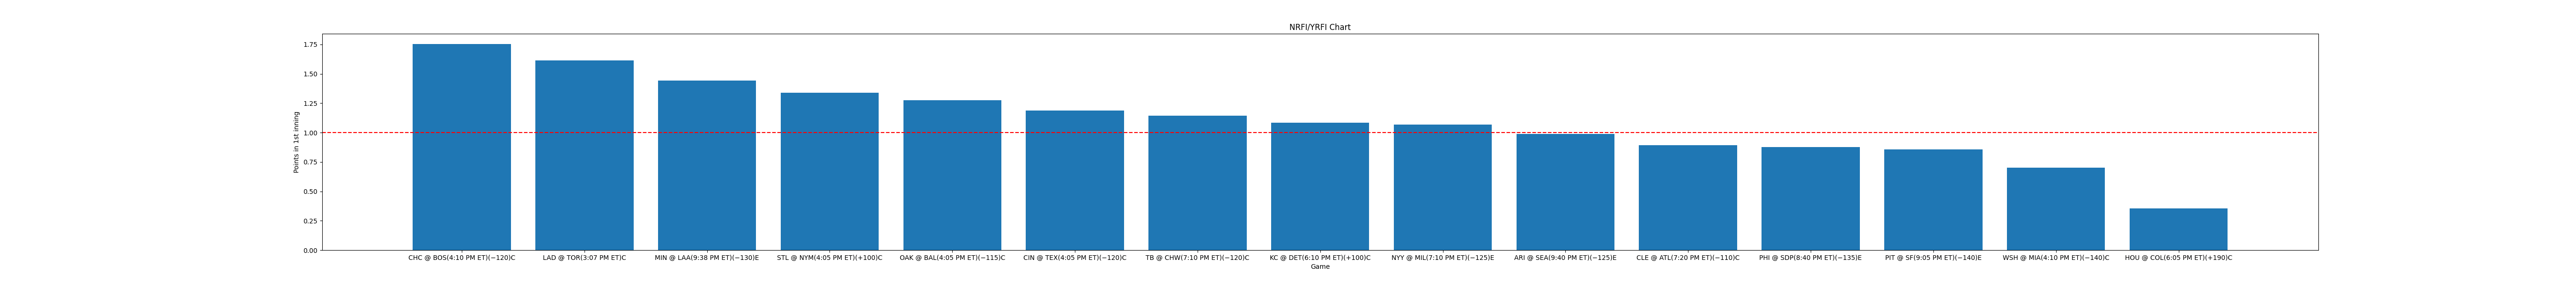 NRFI/YRFI Chart
Points in 1st inning
1.75
1.50
1.25
1.00
0.75
0.50
0.25
0.00
CHC @ BOS(4:10 PM ET)(−120)C
LAD @ TOR(3:07 PM ET)C
MIN @ LAA(9:38 PM ET)(−130)E
STL @ NYM(4:05 PM ET)(+100)C
OAK @ BAL(4:05 PM ET)(−115)C
CIN @ TEX(4:05 PM ET)(−120)C
TB @ CHW(7:10 PM ET)(−120)C
KC @ DET(6:10 PM ET)(+100)C
NYY @ MIL(7:10 PM ET)(−125)E
ARI @ SEA(9:40 PM ET)(−125)E
CLE @ ATL(7:20 PM ET)(−110)C
PHI @ SDP(8:40 PM ET)(−135)E
PIT @ SF(9:05 PM ET)(−140)E
WSH @ MIA(4:10 PM ET)(−140)C
HOU @ COL(6:05 PM ET)(+190)C
Game